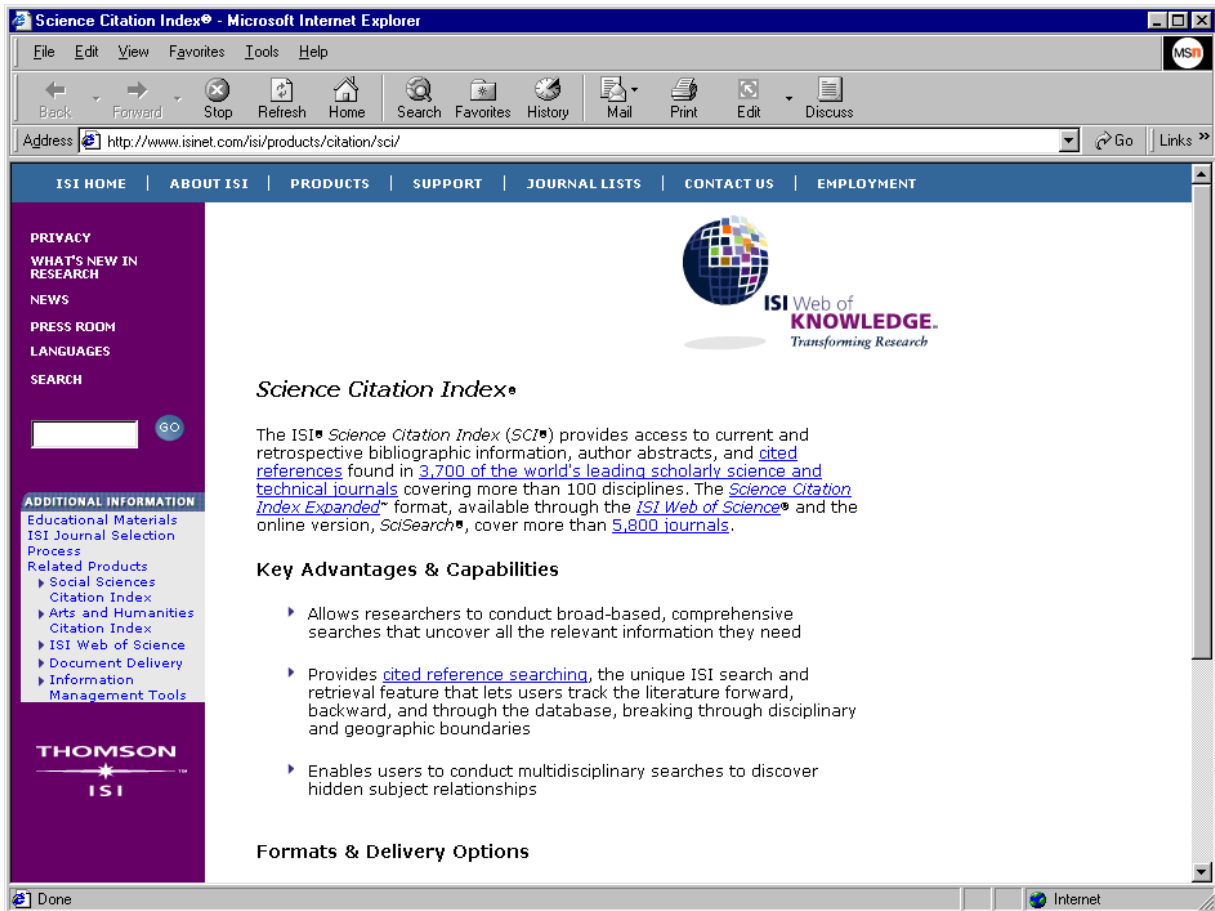 Science Citation Index® - Microsoft Internet Explorer
File Edit View Favorites Tools Help
msn
Back Forward Stop Refresh Home Search Favorites History Mail Print Edit Discuss
Address http://www.isinet.com/isi/products/citation/sci/ Go Links »
ISI HOME | ABOUT ISI | PRODUCTS | SUPPORT | JOURNAL LISTS | CONTACT US | EMPLOYMENT
PRIVACY
WHAT'S NEW IN
RESEARCH
NEWS
PRESS ROOM
LANGUAGES
SEARCH
GO
ADDITIONAL INFORMATION
Educational Materials
ISI Journal Selection
Process
Related Products
Social Sciences
Citation Index
Arts and Humanities
Citation Index
ISI Web of Science
Document Delivery
Information
Management Tools
THOMSON
™
ISI
ISI Web of
KNOWLEDGE
Transforming Research
Science Citation Index®
The ISI® Science Citation Index (SCI®) provides access to current and
retrospective bibliographic information, author abstracts, and cited
references found in 3,700 of the world's leading scholarly science and
technical journals covering more than 100 disciplines. The Science Citation
Index Expanded™ format, available through the ISI Web of Science® and the
online version, SciSearch®, cover more than 5,800 journals.
Key Advantages & Capabilities
Allows researchers to conduct broad-based, comprehensive
searches that uncover all the relevant information they need
Provides cited reference searching, the unique ISI search and
retrieval feature that lets users track the literature forward,
backward, and through the database, breaking through disciplinary
and geographic boundaries
Enables users to conduct multidisciplinary searches to discover
hidden subject relationships
Formats & Delivery Options
Done
Internet